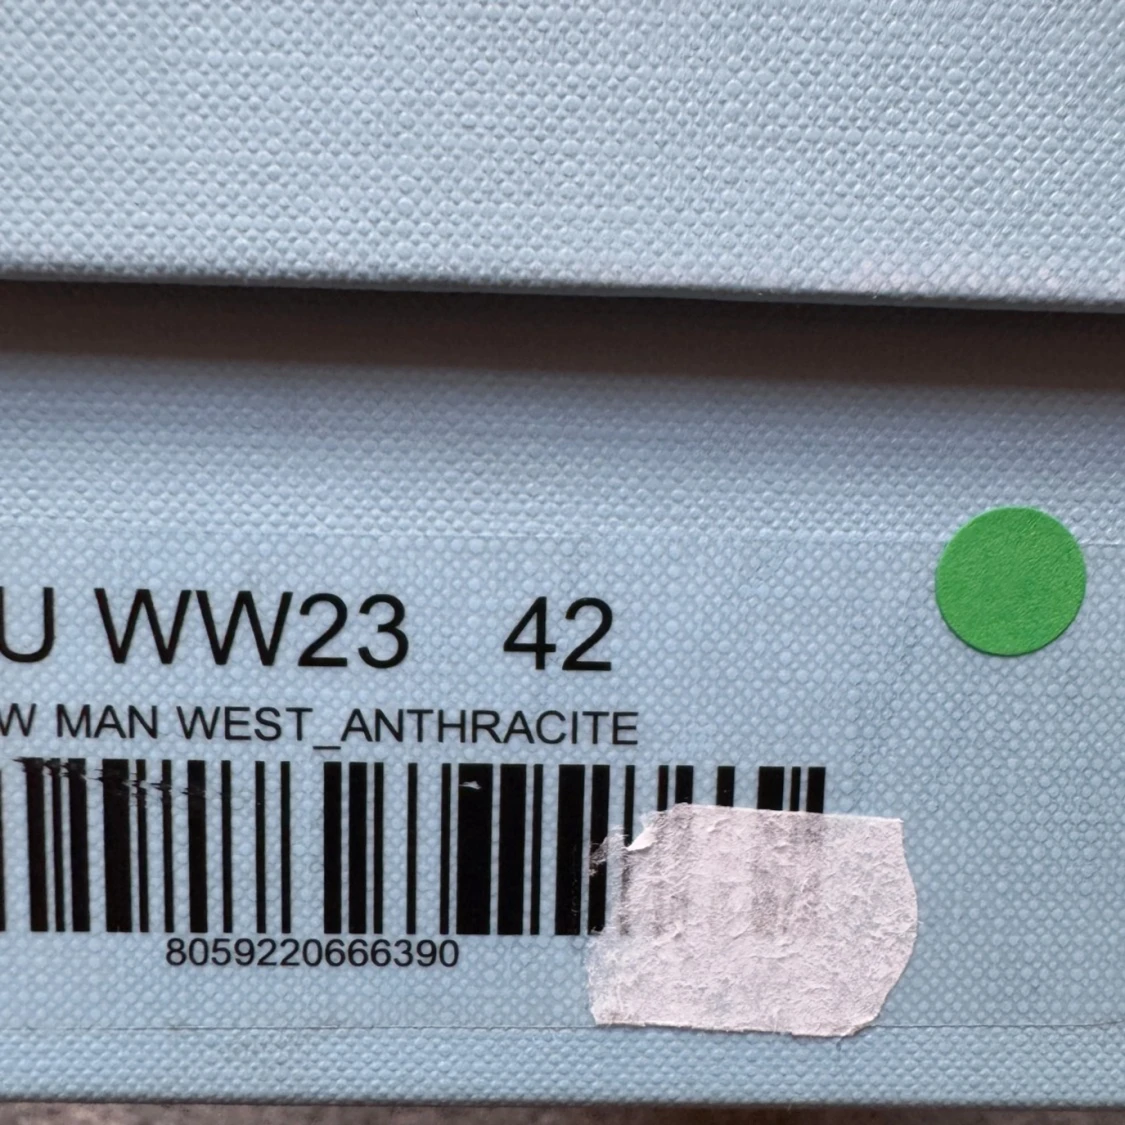 U WW23 42
W MAN WEST_ANTHRACITE
8059220666390